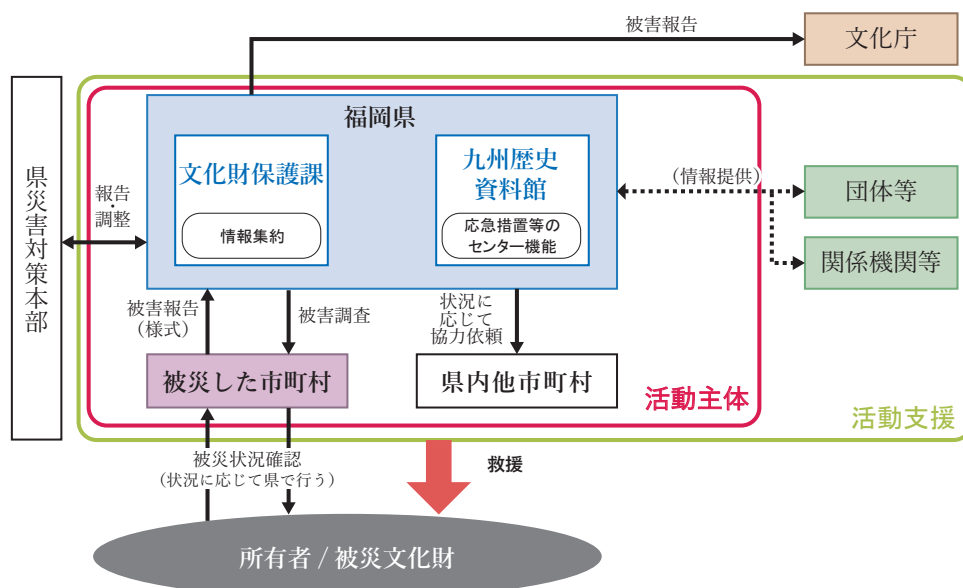 被害報告
文化庁
県災害対策本部
報告
・
調整
福岡県
文化財保護課
情報集約
九州歴史
資料館
応急措置等の
センター機能
(情報提供)
団体等
関係機関等
被害報告
(様式)
被害調査
状況に
応じて
協力依頼
被災した市町村
県内他市町村
活動主体
活動支援
被災状況確認
(状況に応じて県で行う)
救援
所有者 / 被災文化財